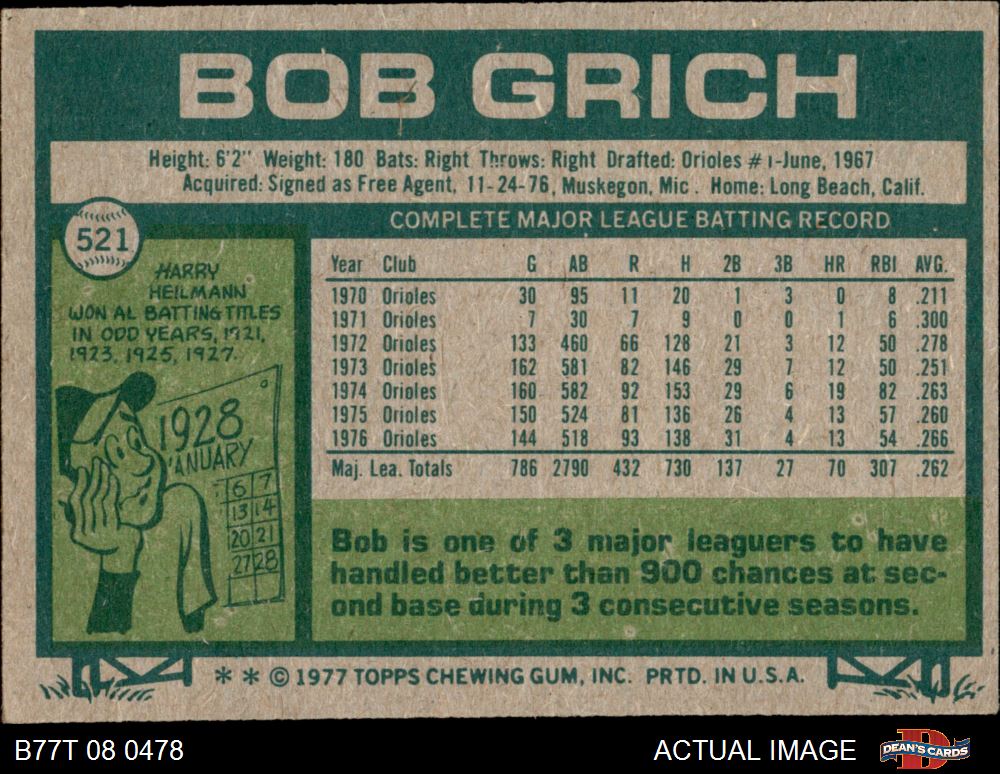 BOB GRICH
Height: 6'2" Weight: 180 Bats: Right Throws: Right Drafted: Orioles # 1-June, 1967
Acquired: Signed as Free Agent, 11-24-76, Muskegon, Mic. Home: Long Beach, Calif.
521
HARRY
HEILMANN
WON AL BATTING TITLES
IN ODD YEARS, 1921,
1923, 1925, 1927.
1928
ANUARY
6 7
13 14
20 21
27 28
COMPLETE MAJOR LEAGUE BATTING RECORD
Year Club G AB R H 2B 3B HR RBI AVG.
1970 Orioles 30 95 11 20 1 3 0 8 .211
1971 Orioles 7 30 7 9 0 0 1 6 .300
1972 Orioles 133 460 66 128 21 3 12 50 .278
1973 Orioles 162 581 82 146 29 7 12 50 .251
1974 Orioles 160 582 92 153 29 6 19 82 .263
1975 Orioles 150 524 81 136 26 4 13 57 .260
1976 Orioles 144 518 93 138 31 4 13 54 .266
Maj. Lea. Totals 786 2790 432 730 137 27 70 307 .262
Bob is one of 3 major leaguers to have
handled better than 900 chances at sec-
ond base during 3 consecutive seasons.
* * © 1977 TOPPS CHEWING GUM, INC. PRTD. IN U.S.A.
B77T 08 0478
ACTUAL IMAGE
DEAN'S CARDS